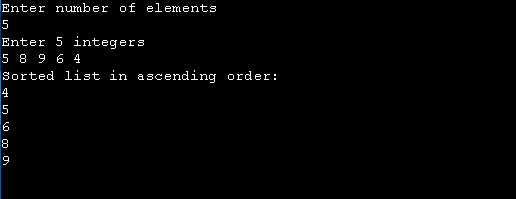 Enter number of elements
5
Enter 5 integers
5 8 9 6 4
Sorted list in ascending order:
4
5
6
8
9